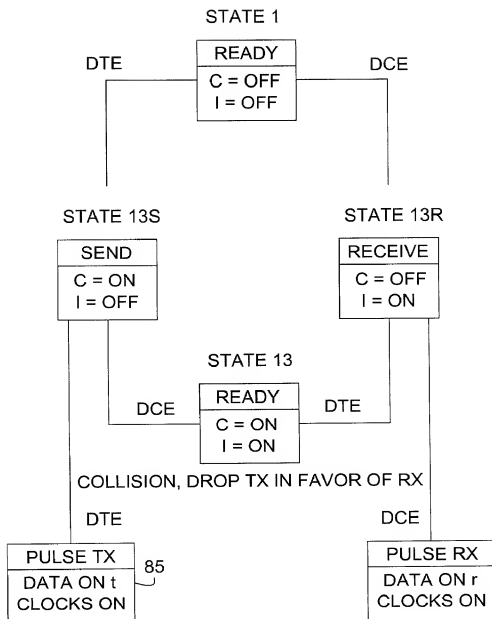 STATE 1
READY
DTE
DCE
C = OFF
I = OFF
STATE 13S
STATE 13R
SEND
RECEIVE
C = ON
I = OFF
C = OFF
I = ON
STATE 13
READY
DCE
DTE
C = ON
I = ON
COLLISION, DROP TX IN FAVOR OF RX
DTE
DCE
PULSE TX
85
PULSE RX
DATA ON t
CLOCKS ON
DATA ON r
CLOCKS ON